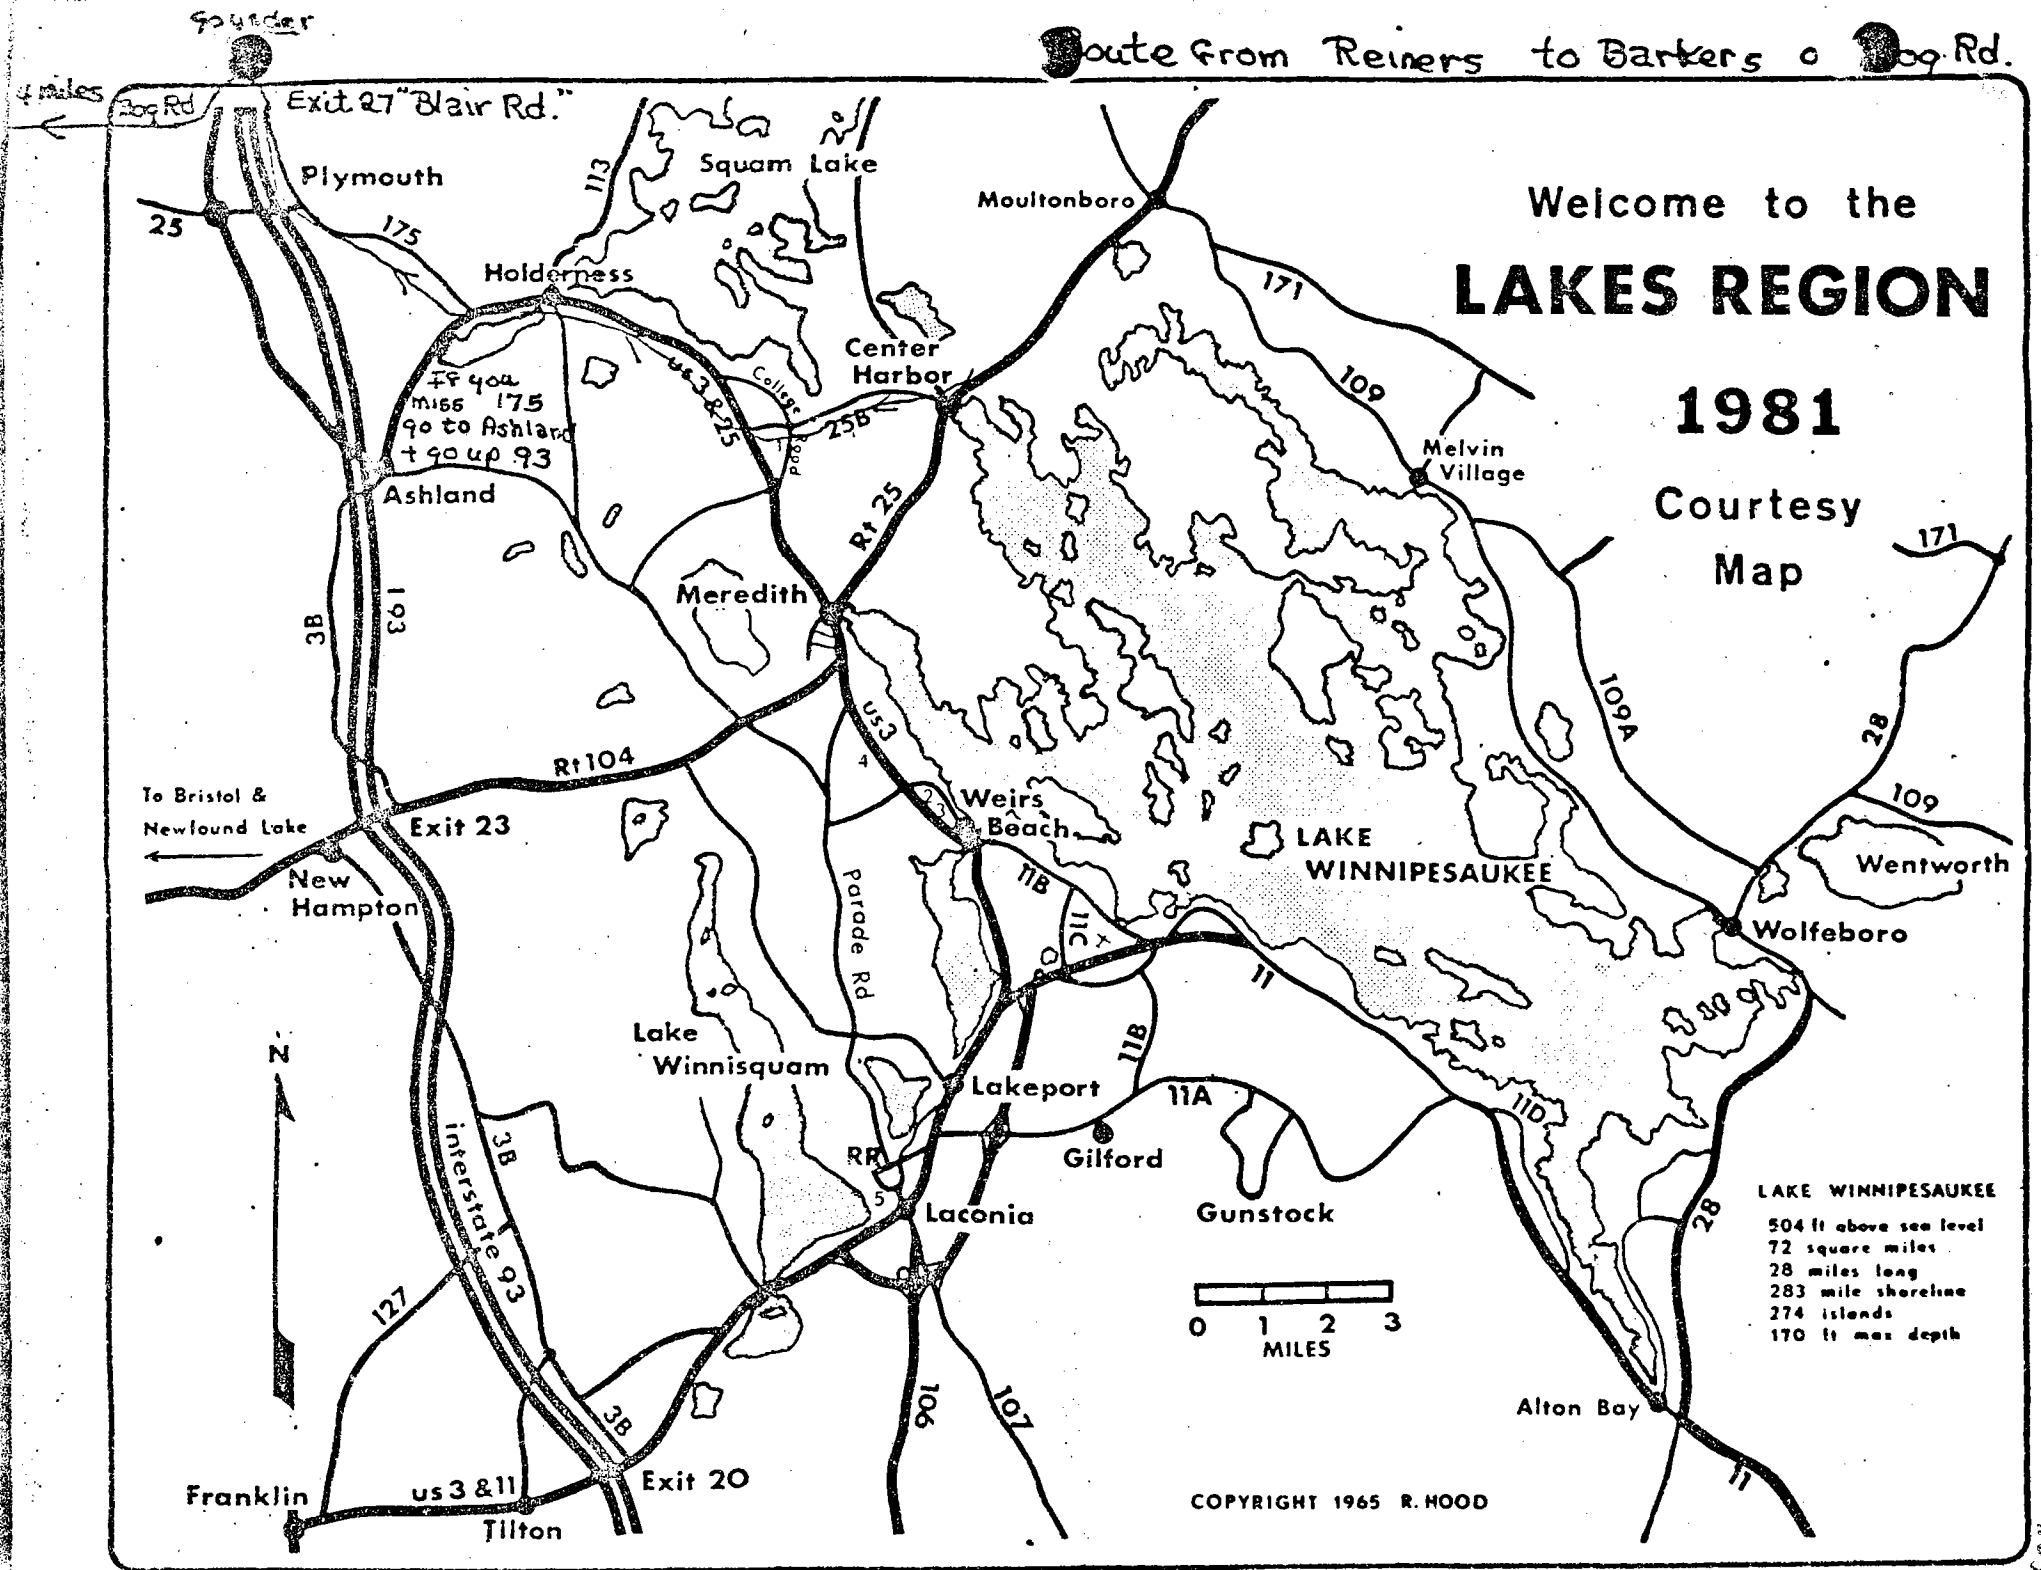 Gounder
Route from Reiners to Barkers o Bog Rd.
4 miles
Bog Rd
Exit 27 "Blair Rd."
Plymouth
25
175
113
Squam Lake
Holderness
Moultonboro
171
Welcome to the
LAKES REGION
1981
Courtesy
Map
Center
Harbor
College
Road
us 3 & 25
25B
109
If you
miss 175
go to Ashland
+ go up 93
Ashland
Rt 25
Melvin
Village
171
3B
I 93
Meredith
us3
4
109A
28
109
Rt 104
To Bristol &
Newfound Lake
Exit 23
2
3
Weirs
Beach
LAKE
WINNIPESAUKEE
Wentworth
New
Hampton
Parade Rd
11B
11C
x
Wolfeboro
11
N
Lake
Winnisquam
11B
Lakeport
11A
11D
RR
Gilford
5
Laconia
Gunstock
28
3B
interstate 93
127
0 1 2 3
MILES
LAKE WINNIPESAUKEE
504 ft above sea level
72 square miles
28 miles long
283 mile shoreline
274 islands
170 ft max depth
106
107
3B
Alton Bay
11
Exit 20
Franklin
us 3 & 11
Tilton
COPYRIGHT 1965 R. HOOD